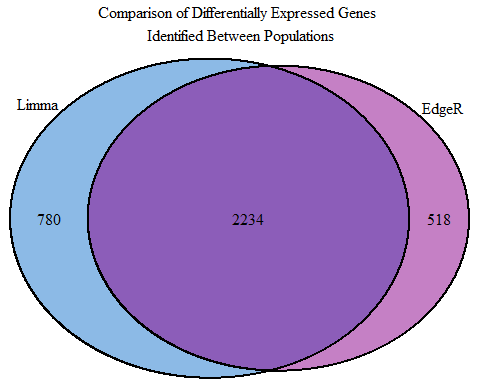 Comparison of Differentially Expressed Genes
Identified Between Populations
Limma
EdgeR
780
2234
518